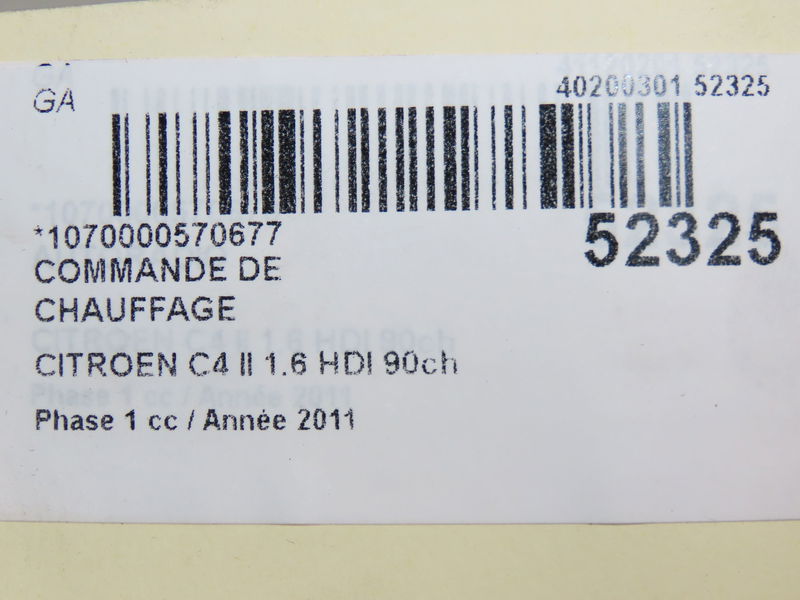 GA
40200301 52325
*1070000570677
52325
COMMANDE DE
CHAUFFAGE
CITROEN C4 II 1.6 HDI 90ch
Phase 1 cc / Année 2011